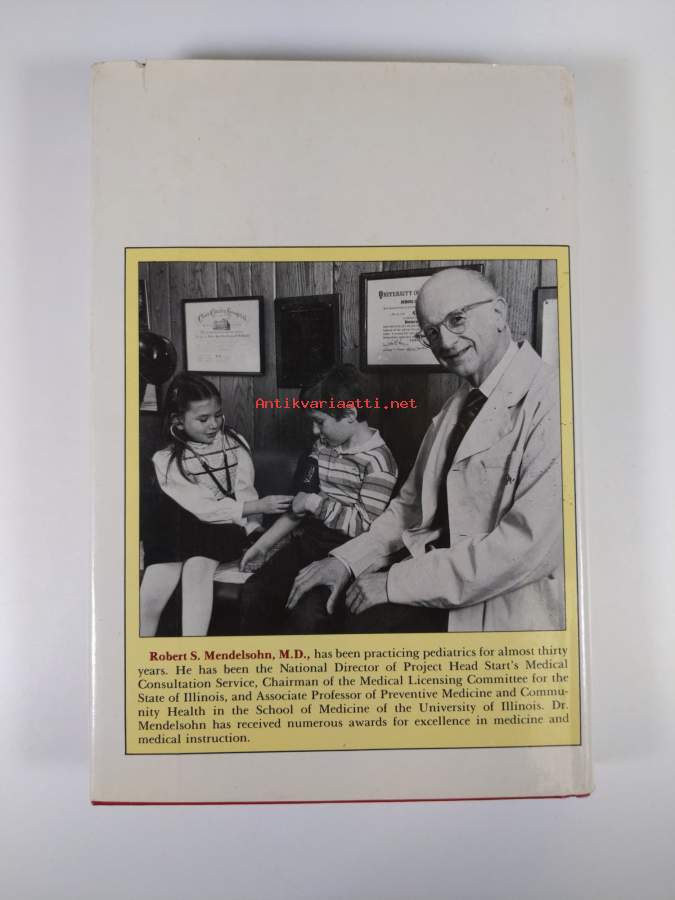 UNIVERSITY OF
Antikvariaatti.net
Robert S. Mendelsohn, M.D., has been practicing pediatrics for almost thirty
years. He has been the National Director of Project Head Start's Medical
Consultation Service, Chairman of the Medical Licensing Committee for the
State of Illinois, and Associate Professor of Preventive Medicine and Commu-
nity Health in the School of Medicine of the University of Illinois. Dr.
Mendelsohn has received numerous awards for excellence in medicine and
medical instruction.